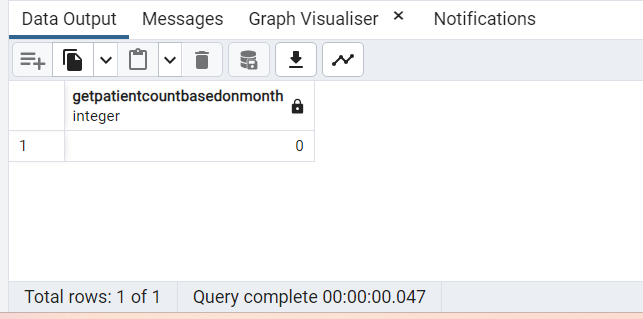 Data Output Messages Graph Visualiser × Notifications
getpatientcountbasedonmonth
integer
1 0
Total rows: 1 of 1 Query complete 00:00:00.047